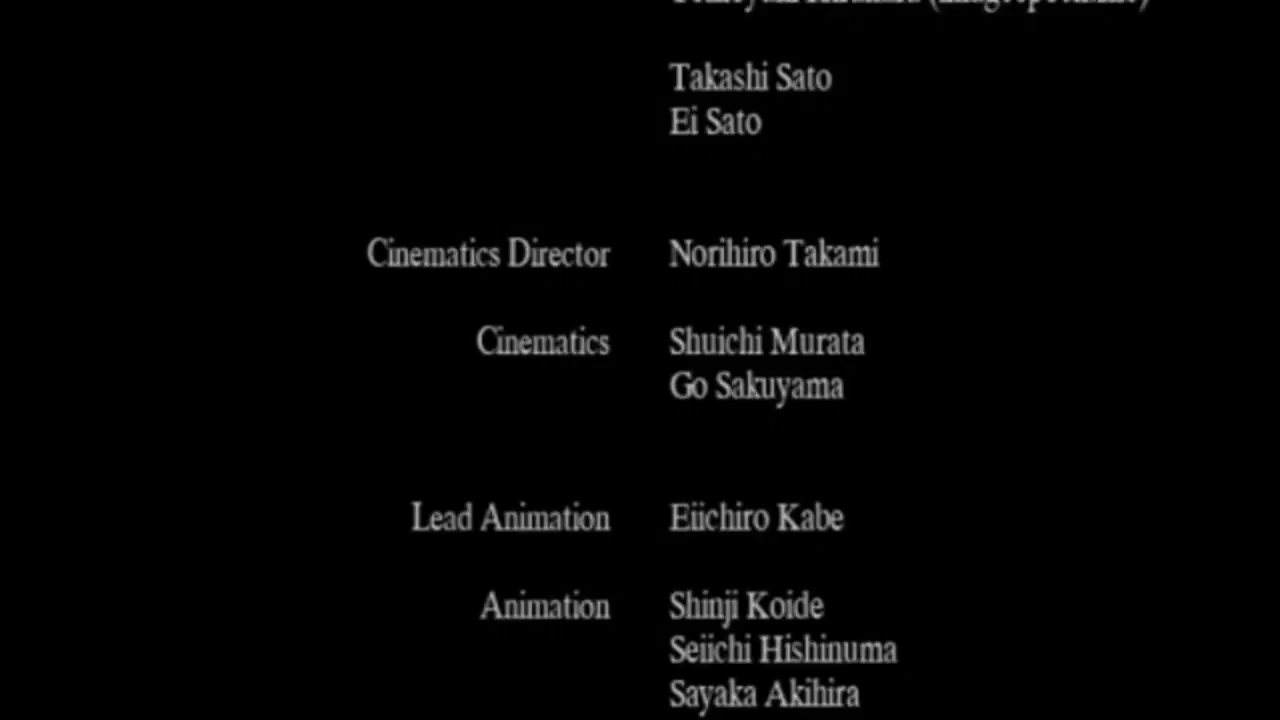 Takashi Sato
Ei Sato
Cinematics Director Norihiro Takami
Cinematics Shuichi Murata
Go Sakuyama
Lead Animation Eiichiro Kabe
Animation Shinji Koide
Seiichi Hishinuma
Sayaka Akihira